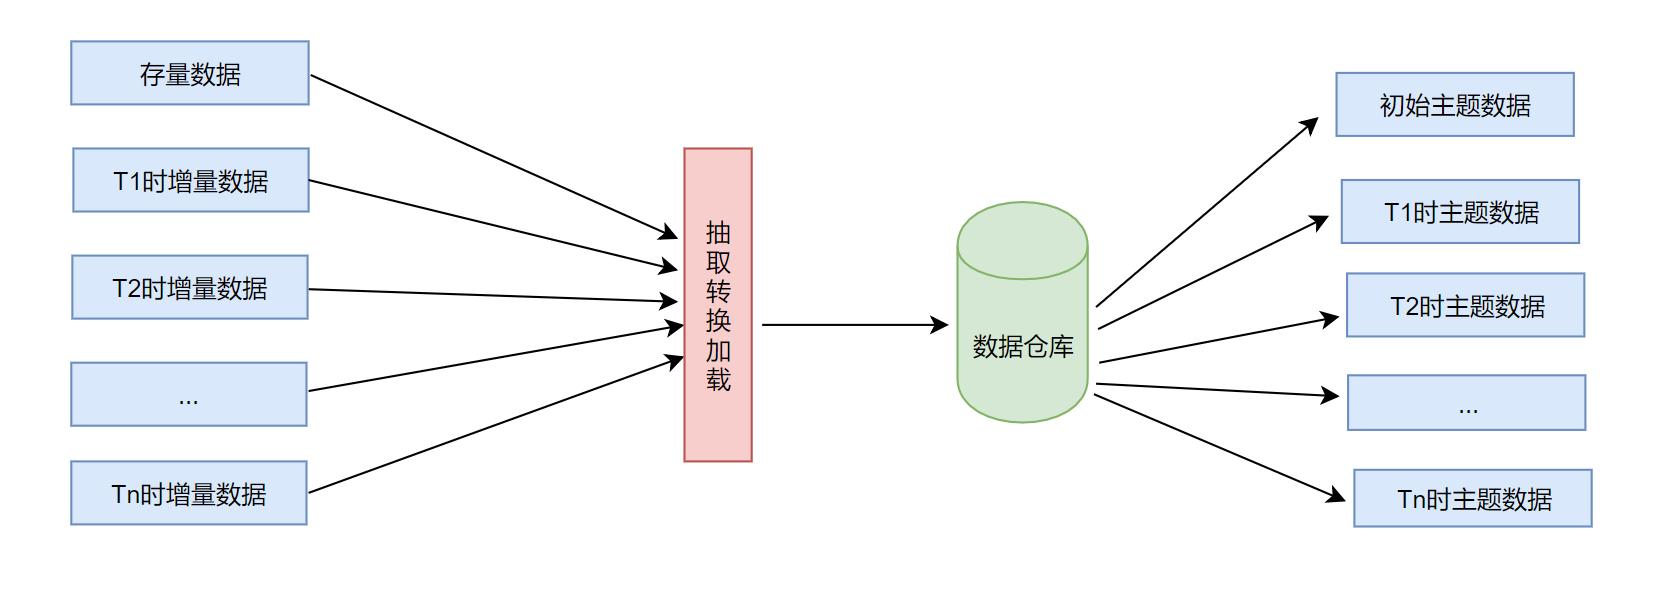 存量数据
T1时增量数据
T2时增量数据
...
Tn时增量数据
抽
取
转
换
加
载
数据仓库
初始主题数据
T1时主题数据
T2时主题数据
...
Tn时主题数据